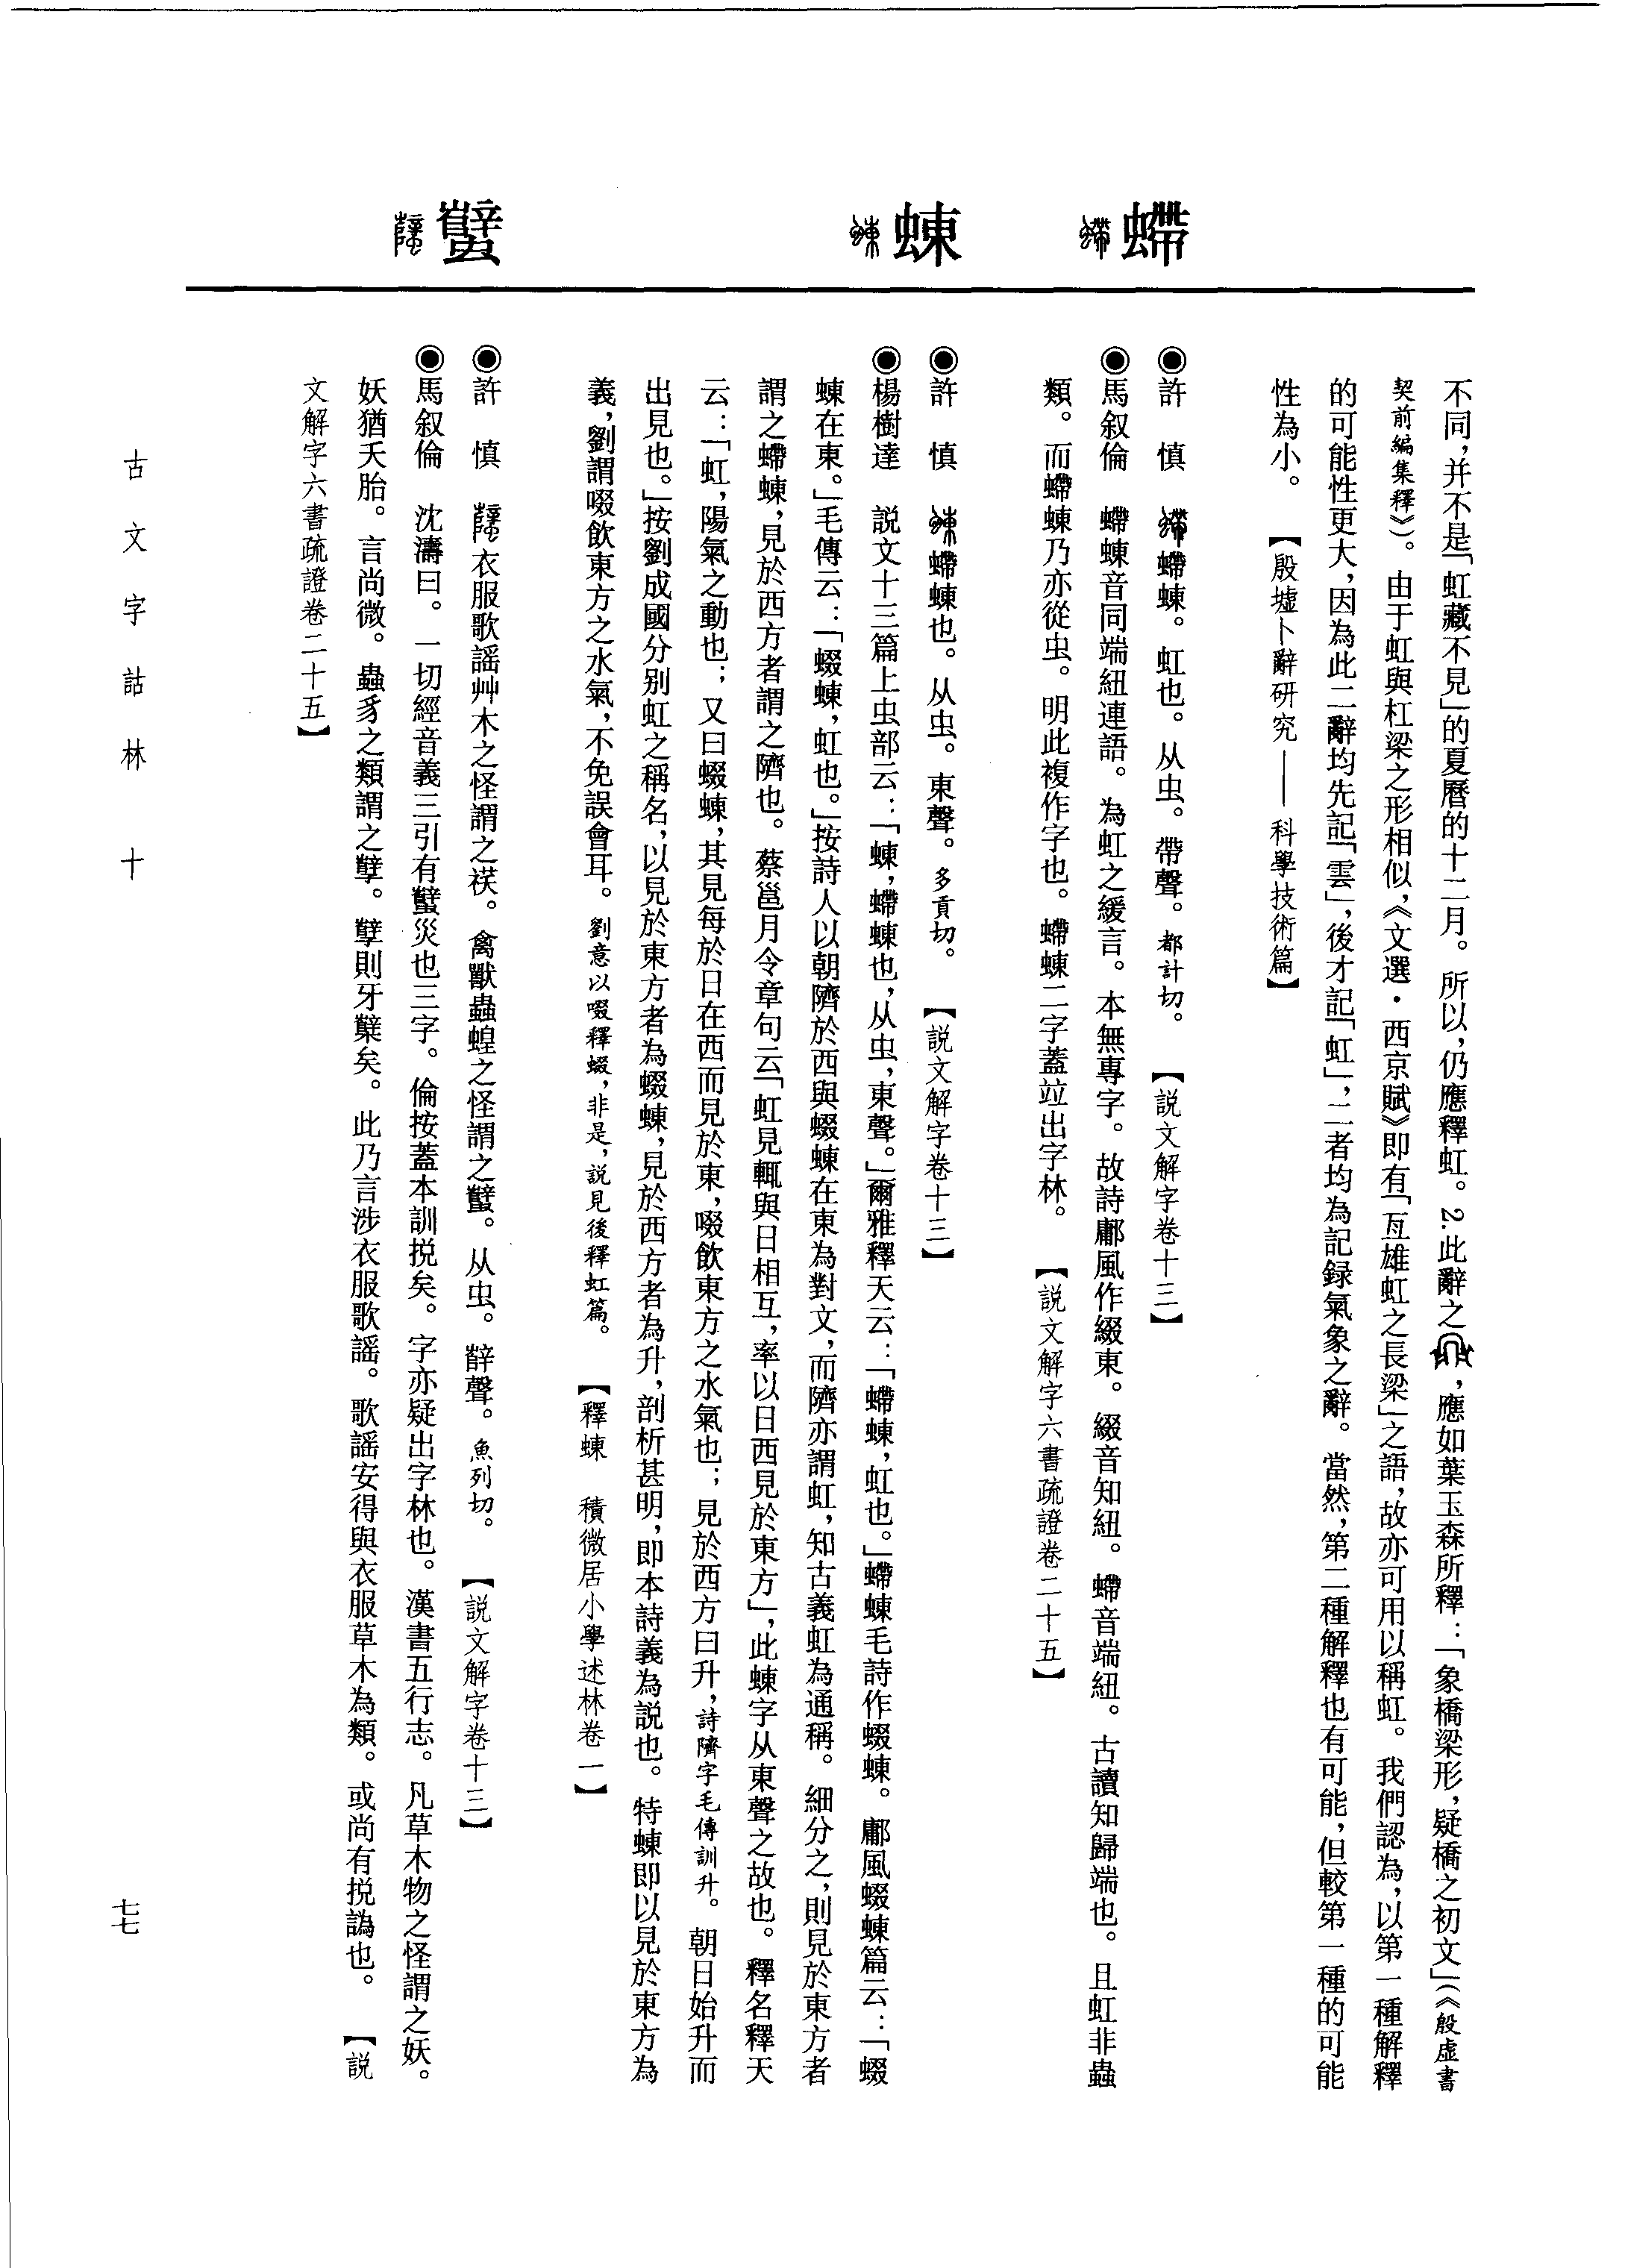 螮
蝀
蠥
不同，并不是「虹藏不見」的夏曆的十二月。所以，仍應釋虹。2.此辭之，應如葉玉森所釋：「象橋梁形，疑橋之初文」（《殷虛書
契前編集釋》）。由于虹與杠梁之形相似，《文選·西京賦》即有「亙雄虹之長梁」之語，故亦可用以稱虹。我們認為，以第一種解釋
的可能性更大，因為此二辭均先記「雲」，後才記「虹」，二者均為記録氣象之辭。當然，第二種解釋也有可能，但較第一種的可能
性為小。　【殷墟卜辭研究——科學技術篇】
◉許　慎　螮蝀。虹也。从虫。帶聲。都計切。　【説文解字卷十三】
◉馬叙倫　螮蝀音同端紐連語。為虹之緩言。本無專字。故詩鄘風作綴東。綴音知紐。螮音端紐。古讀知歸端也。且虹非蟲
類。而螮蝀乃亦從虫。明此複作字也。螮蝀二字蓋竝出字林。　【説文解字六書疏證卷二十五】
◉許　慎　螮蝀也。从虫。東聲。多貢切。　【説文解字卷十三】
◉楊樹達　説文十三篇上虫部云：「蝀，螮蝀也，从虫，東聲。」爾雅釋天云：「螮蝀，虹也。」螮蝀毛詩作蝃蝀。鄘風蝃蝀篇云：「蝃
蝀在東。」毛傳云：「蝃蝀，虹也。」按詩人以朝隮於西與蝃蝀在東為對文，而隮亦謂虹，知古義虹為通稱。細分之，則見於東方者
謂之螮蝀，見於西方者謂之隮也。蔡邕月令章句云「虹見輒與日相互，率以日西見於東方」，此蝀字从東聲之故也。釋名釋天
云：「虹，陽氣之動也；又曰蝃蝀，其見每於日在西而見於東，啜飲東方之水氣也；見於西方曰升，詩隮字毛傳訓升。朝日始升而
出見也。」按劉成國分别虹之稱名，以見於東方者為蝃蝀，見於西方者為升，剖析甚明，即本詩義為説也。特蝀即以見於東方為
義，劉謂啜飲東方之水氣，不免誤會耳。劉意以啜釋蝃，非是，説見後釋虹篇。　【釋蝀　積微居小學述林卷一】
◉許　慎　衣服歌謡艸木之怪謂之祅。禽獸蟲蝗之怪謂之蠥。从虫。辥聲。魚列切。　【説文解字卷十三】
◉馬叙倫　沈濤曰。一切經音義三引有蠥災也三字。倫按蓋本訓挩矣。字亦疑出字林也。漢書五行志。凡草木物之怪謂之妖。
妖猶夭胎。言尚微。蟲豸之類謂之孼。孼則牙櫱矣。此乃言涉衣服歌謡。歌謡安得與衣服草木為類。或尚有挩譌也。　【説
文解字六書疏證卷二十五】
古文字詁林　十
七七